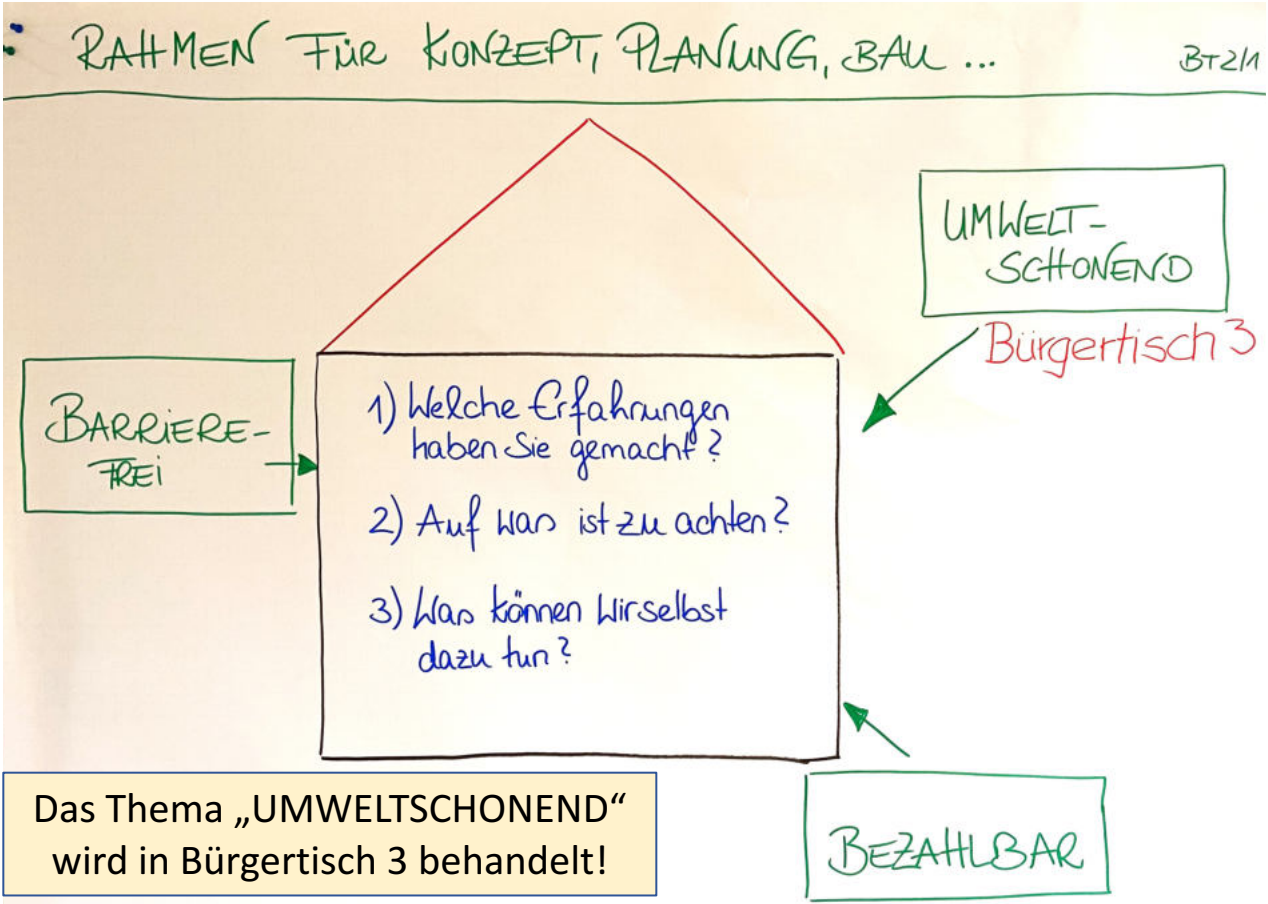 RAHMEN FÜR KONZEPT, PLANUNG, BAU ...
BT2/1
UMWELT-
SCHONEND
Bürgertisch 3
BARRIERE-
FREI
1) Welche Erfahrungen
haben Sie gemacht?
2) Auf was ist zu achten?
3) Was können wir selbst
dazu tun?
BEZAHLBAR
Das Thema „UMWELTSCHONEND“
wird in Bürgertisch 3 behandelt!